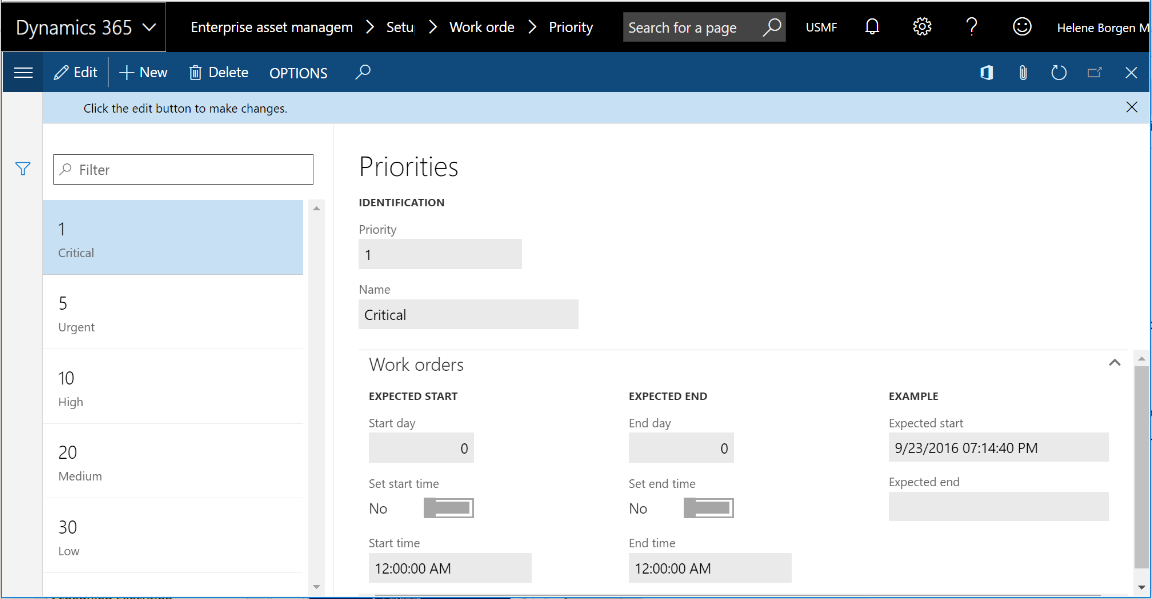 Dynamics 365
Enterprise asset managem > Setu > Work orde > Priority
Search for a page
USMF
?
Helene Borgen M
Edit
New
Delete
OPTIONS
Click the edit button to make changes.
Filter
1
Critical
5
Urgent
10
High
20
Medium
30
Low
Priorities
IDENTIFICATION
Priority
1
Name
Critical
Work orders
EXPECTED START
Start day
0
Set start time
No
Start time
12:00:00 AM
EXPECTED END
End day
0
Set end time
No
End time
12:00:00 AM
EXAMPLE
Expected start
9/23/2016 07:14:40 PM
Expected end